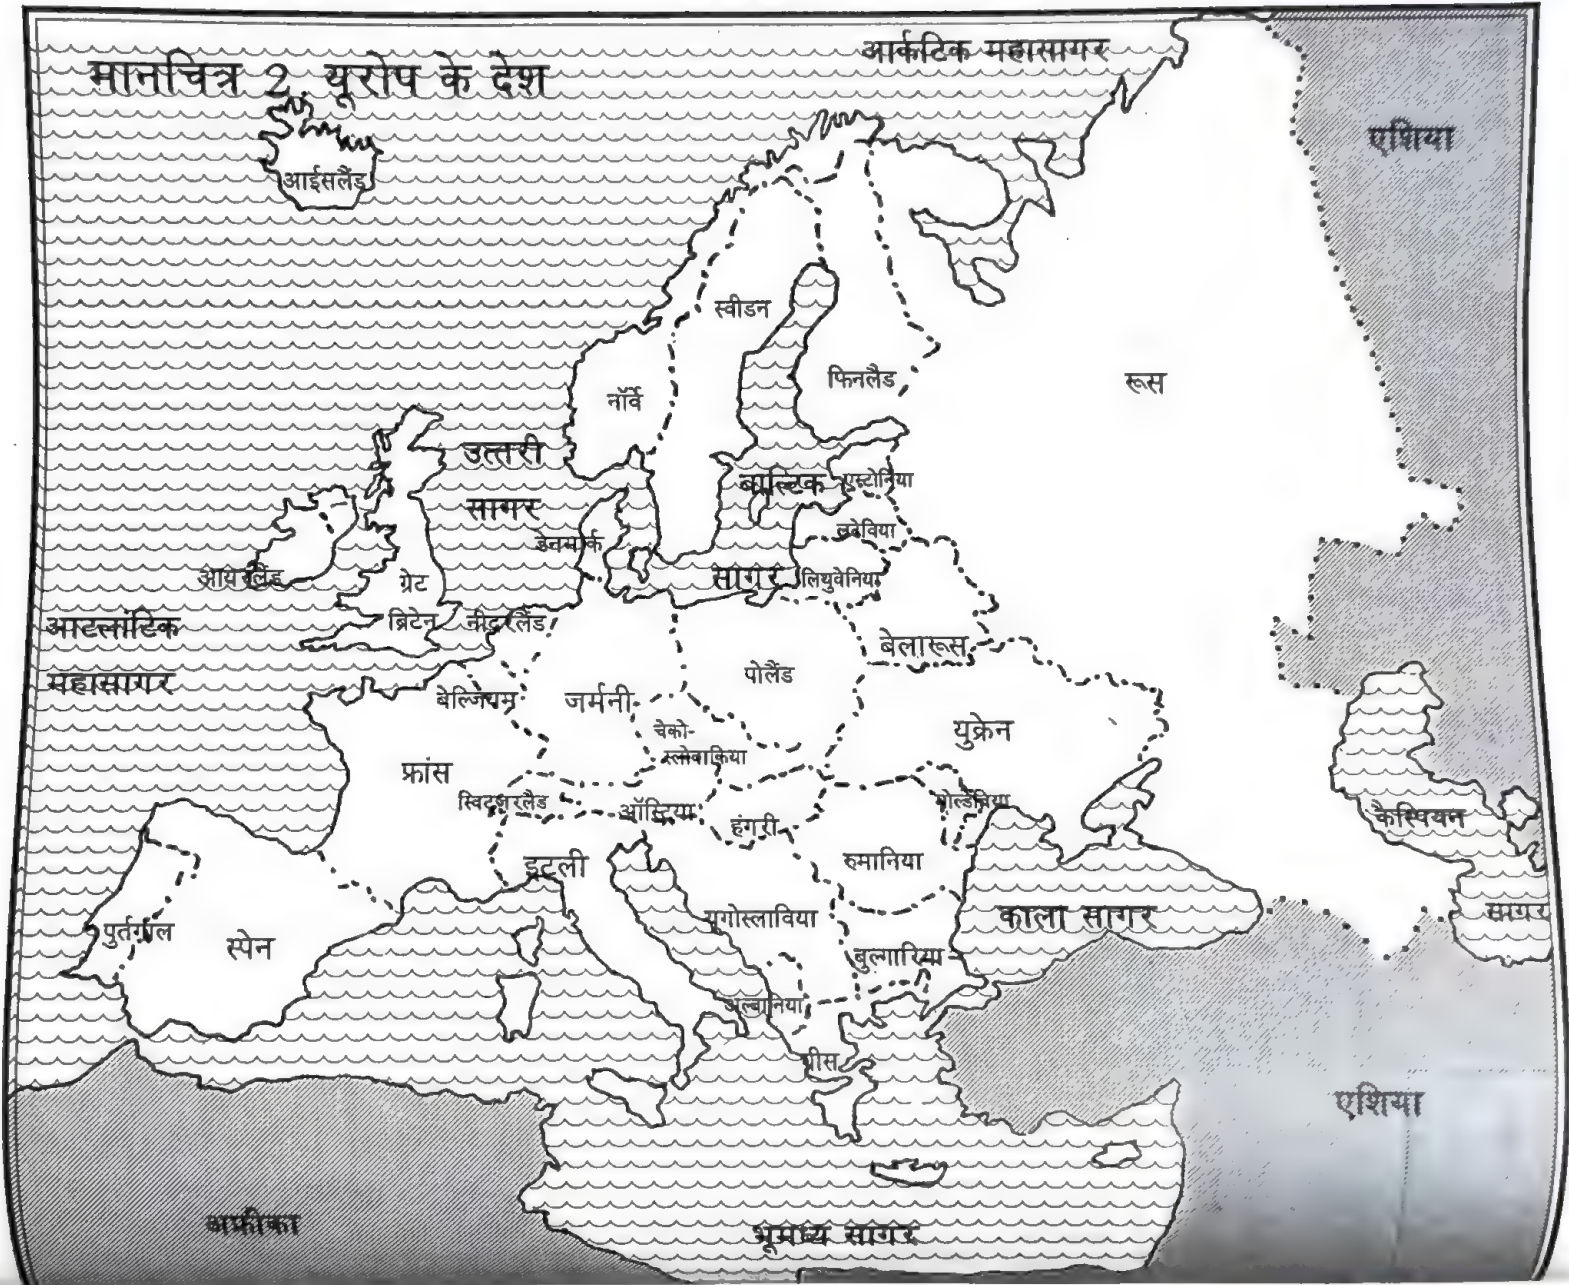 मानचित्र 2. यूरोप के देश
आर्कटिक महासागर
एशिया
आईसलैंड
स्वीडन
फिनलैंड
रूस
नॉर्वे
उत्तरी
सागर
बाल्टिक
सागर
एस्टोनिया
लटेविया
लिथुवेनिया
डेनमार्क
आयरलैंड
ग्रेट
ब्रिटेन
नीदरलैंड
आटलांटिक
महासागर
बेलारूस
पोलैंड
बेल्जियम
जर्मनी
चेको-
स्लोवाकिया
युक्रेन
फ्रांस
स्विट्ज़रलैंड
ऑस्ट्रिया
हंगरी
मोल्डेविया
कैस्पियन
सागर
इटली
रुमानिया
पुर्तगाल
स्पेन
यूगोस्लाविया
काला सागर
बुल्गारिया
अल्बानिया
ग्रीस
एशिया
अफ्रीका
भूमध्य सागर